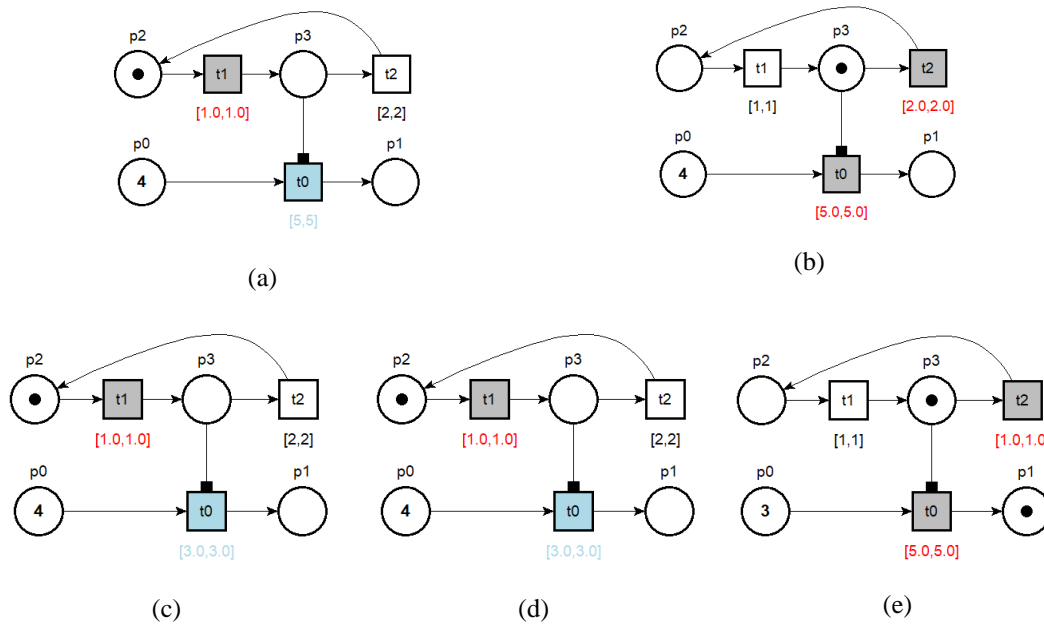 p2 p3
t1 t2
[1.0,1.0] [2,2]
p0 p1
4 t0
[5,5]
(a)
p2 p3
t1 t2
[1,1] [2.0,2.0]
p0 p1
4 t0
[5.0,5.0]
(b)
p2 p3
t1 t2
[1.0,1.0] [2,2]
p0 p1
4 t0
[3.0,3.0]
(c)
p2 p3
t1 t2
[1.0,1.0] [2,2]
p0 p1
4 t0
[3.0,3.0]
(d)
p2 p3
t1 t2
[1,1] [1.0,1.0
p0 p1
3 t0
[5.0,5.0]
(e)